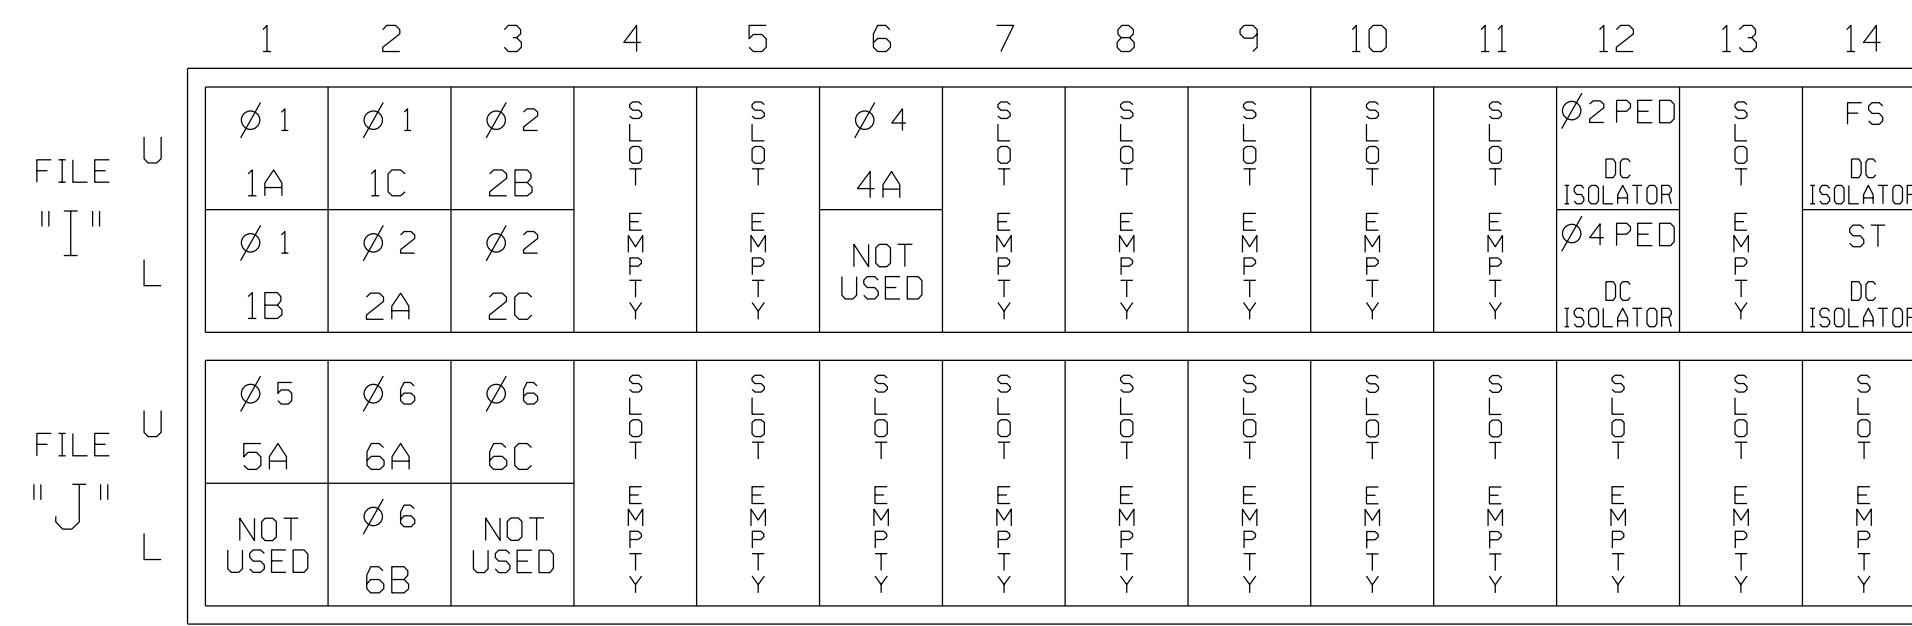 1 2 3 4 5 6 7 8 9 10 11 12 13 14
FILE "I"
U
Ø 1 1A
Ø 1 1C
Ø 2 2B
SLOT EMPTY
SLOT EMPTY
Ø 4 4A
SLOT EMPTY
SLOT EMPTY
SLOT EMPTY
SLOT EMPTY
SLOT EMPTY
Ø2 PED DC ISOLATOR
SLOT EMPTY
FS DC ISOLATOR
L
Ø 1 1B
Ø 2 2A
Ø 2 2C
NOT USED
Ø4 PED DC ISOLATOR
ST DC ISOLATOR
FILE "J"
U
Ø 5 5A
Ø 6 6A
Ø 6 6C
SLOT EMPTY
SLOT EMPTY
SLOT EMPTY
SLOT EMPTY
SLOT EMPTY
SLOT EMPTY
SLOT EMPTY
SLOT EMPTY
SLOT EMPTY
SLOT EMPTY
SLOT EMPTY
L
NOT USED
Ø 6 6B
NOT USED